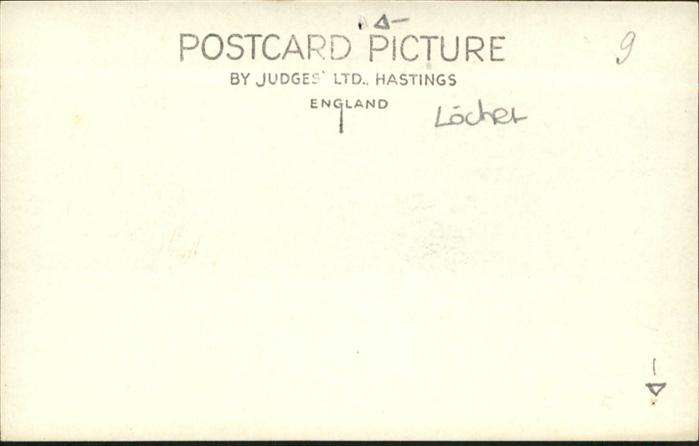 POSTCARD PICTURE
9
BY JUDGES' LTD., HASTINGS
ENGLAND
Löcher